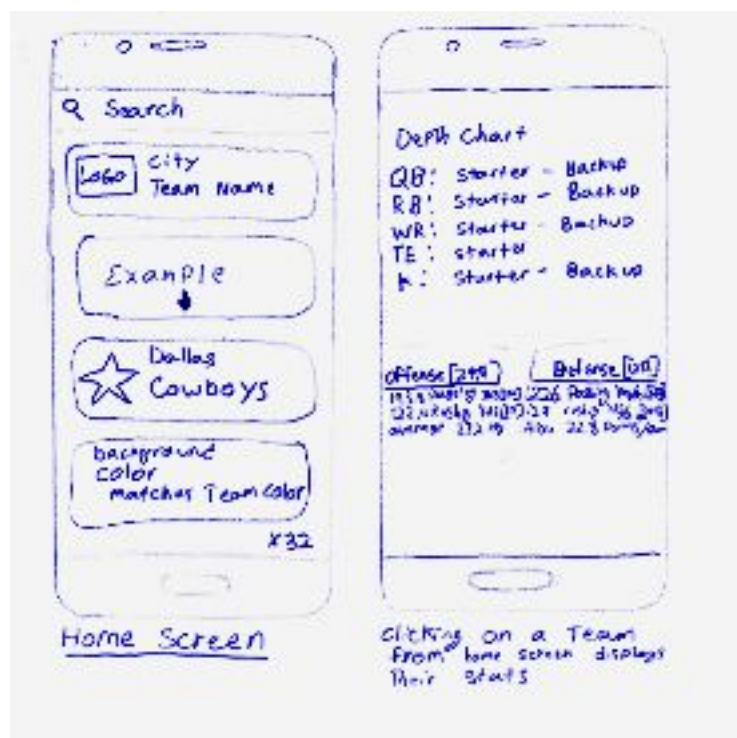 Search
Logo
City
Team Name
Example
Dallas
Cowboys
background
color
matches Team Color
x32
Home Screen
Depth Chart
QB: Starter - Backup
RB: Starter - Backup
WR: Starter - Backup
TE: starter
K: Starter - Backup
Offense
Defense
clicking on a Team
from home screen displays
Their stats